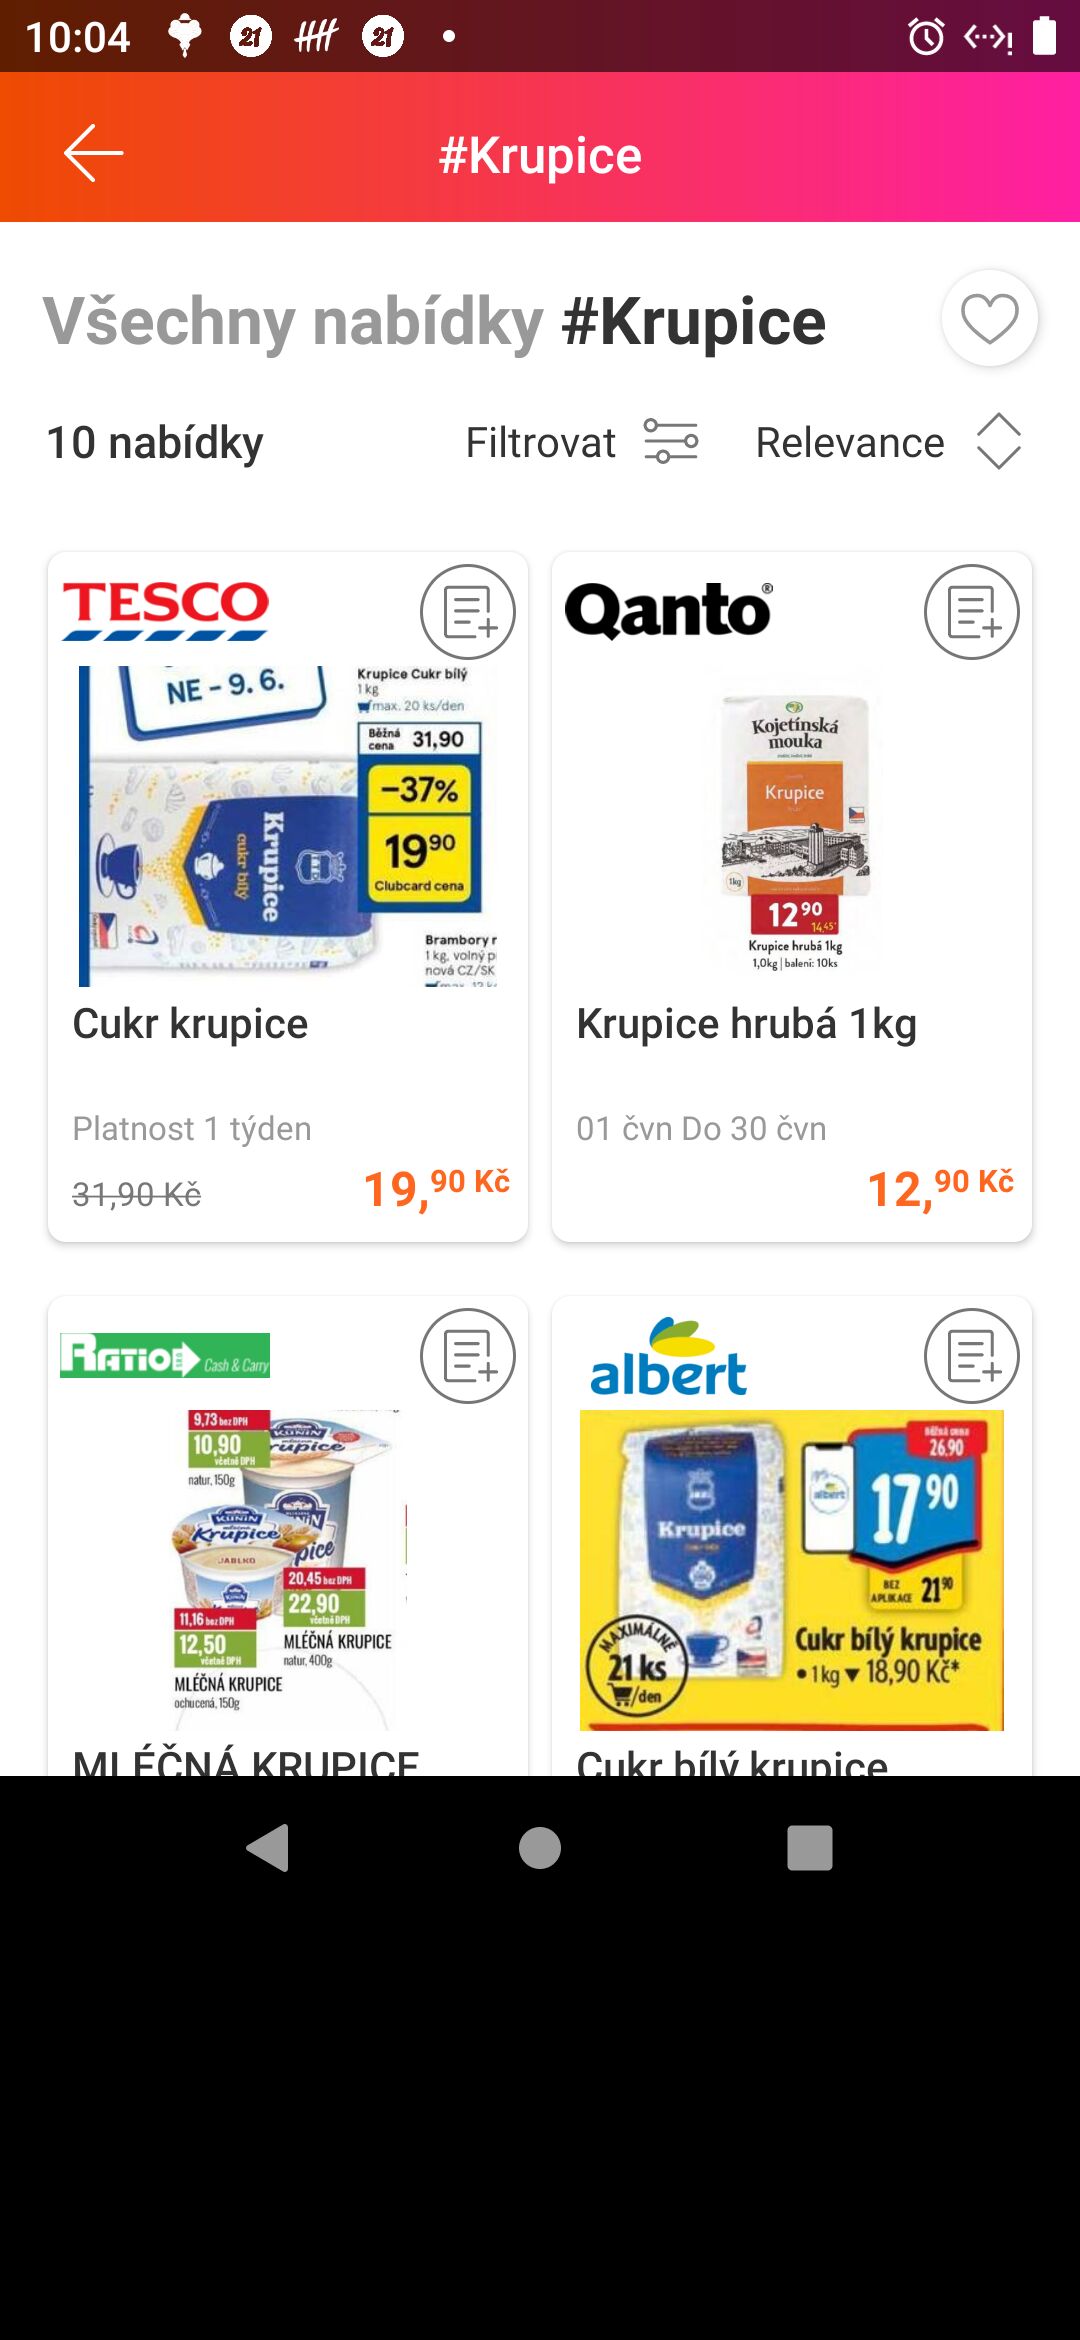 10:04
#Krupice
Všechny nabídky #Krupice
10 nabídky
Filtrovat
Relevance
TESCO
NE - 9. 6.
Krupice Cukr bílý
1 kg
max. 20 ks/den
Běžná cena 31,90
-37%
19 90
Clubcard cena
Krupice
cukr bílý
Brambory r
1 kg, volný p
nová CZ/SK
Cukr krupice
Platnost 1 týden
31,90 Kč
19,90 Kč
Qanto®
Kojetínská
mouka
Krupice
1kg
12 90
14,45*
Krupice hrubá 1kg
1,0kg | balení: 10ks
Krupice hrubá 1kg
01 čvn Do 30 čvn
12,90 Kč
RATIO Cash & Carry
9,73 bez DPH
10,90
včetně DPH
natur, 150g
KUNÍN
Krupice
JABLKO
20,45 bez DPH
22,90
včetně DPH
MLÉČNÁ KRUPICE
natur, 400g
11,16 bez DPH
12,50
včetně DPH
MLÉČNÁ KRUPICE
ochucená, 150g
MLÉČNÁ KRUPICE
albert
Běžná cena
26,90
albert
17 90
BEZ
APLIKACE 21 90
Krupice
MAXIMÁLNĚ
21 ks
/den
Cukr bílý krupice
• 1 kg ▼ 18,90 Kč*
Cukr bílý krupice